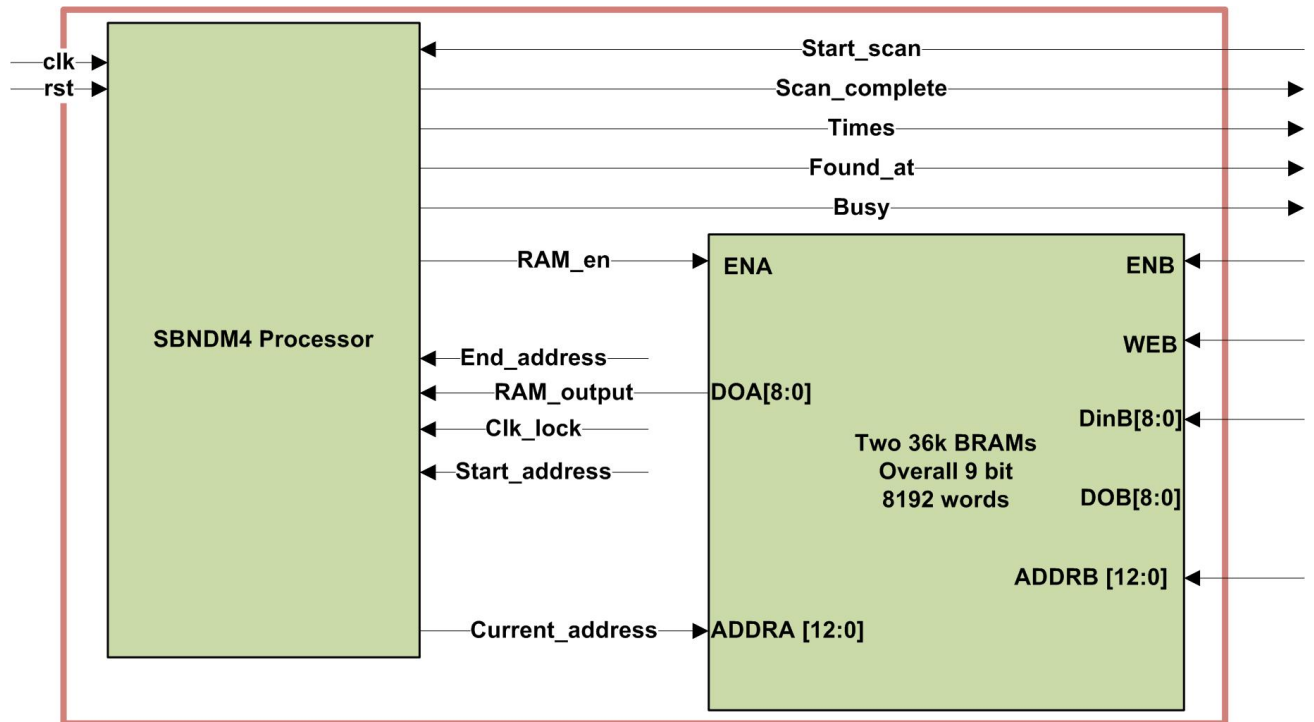 clk
rst
Start_scan
Scan_complete
Times
Found_at
Busy
RAM_en
ENA
ENB
SBNDM4 Processor
WEB
End_address
RAM_output
DOA[8:0]
Clk_lock
DinB[8:0]
Start_address
Two 36k BRAMs
Overall 9 bit
8192 words
DOB[8:0]
ADDRB [12:0]
Current_address
ADDRA [12:0]